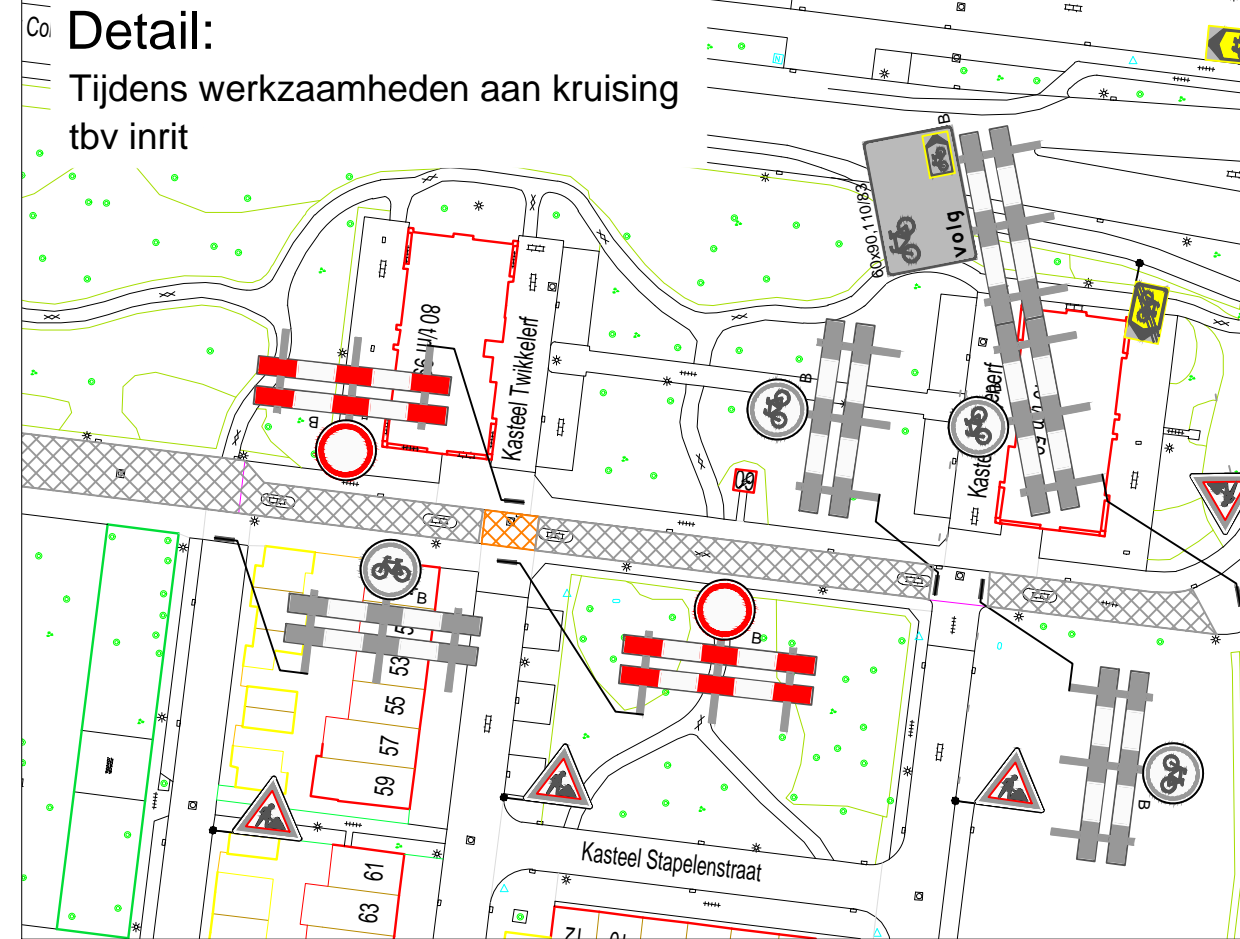 Detail:
Tijdens werkzaamheden aan kruising
tbv inrit
B
60x90,10/83
volg
Kasteel Twikkelerf
B
B
B
B
53
55
57
59
61
63
Kasteel Stapelenstraat
B